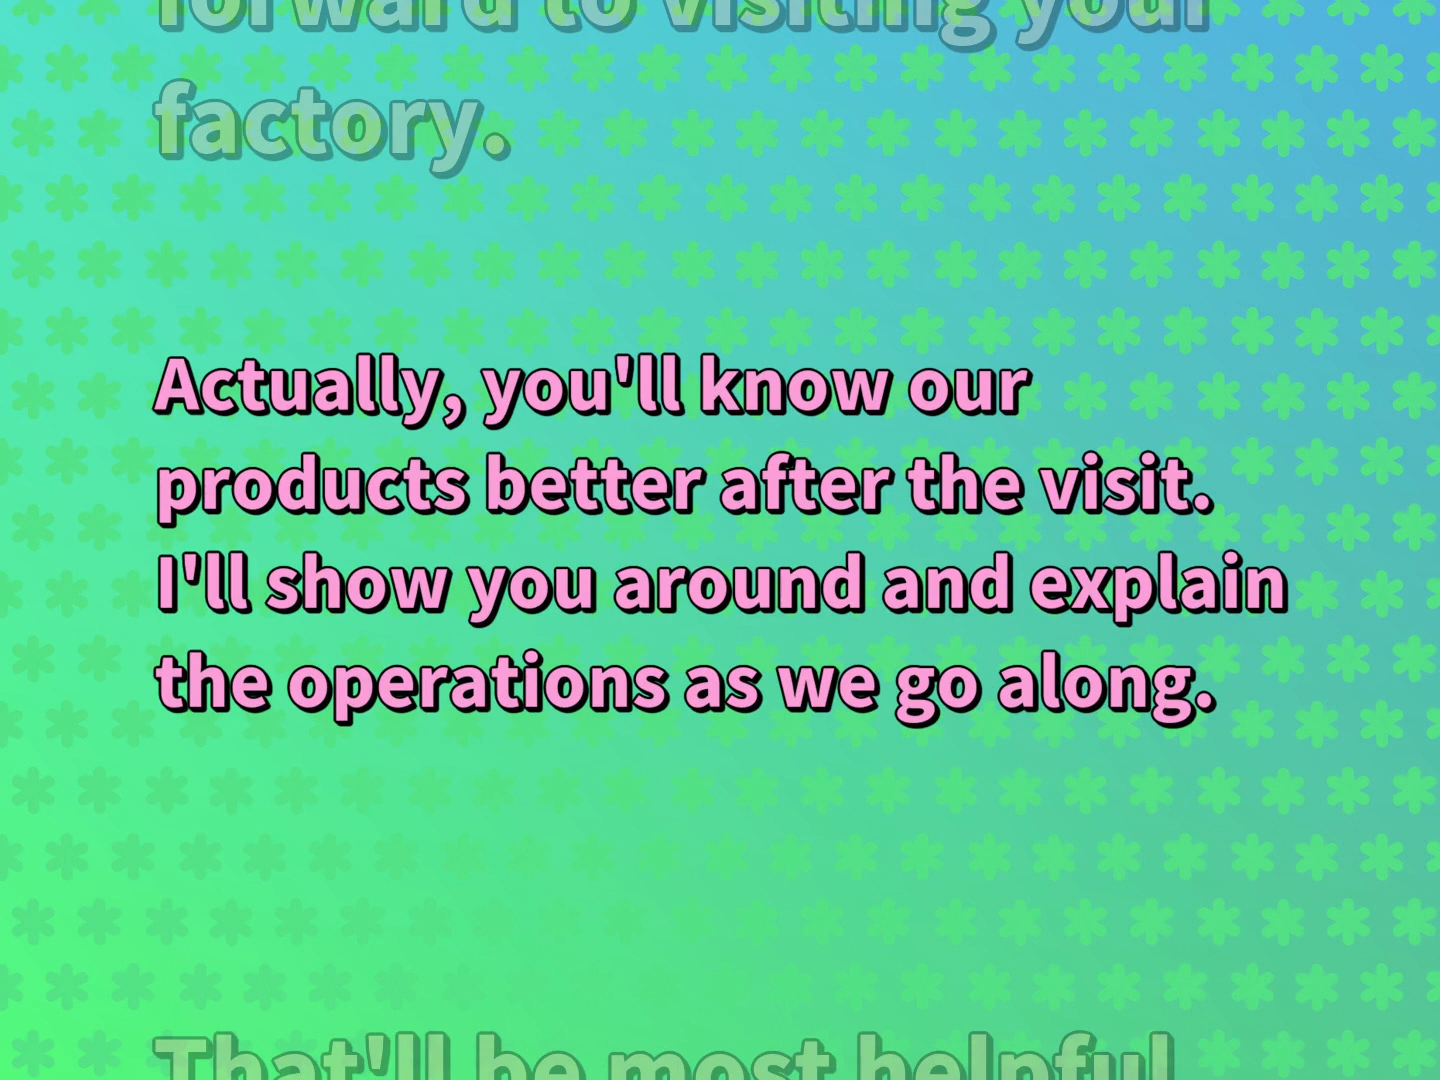 forward to visiting your
factory.
Actually, you'll know our
products better after the visit.
I'll show you around and explain
the operations as we go along.
That'll be most helpful